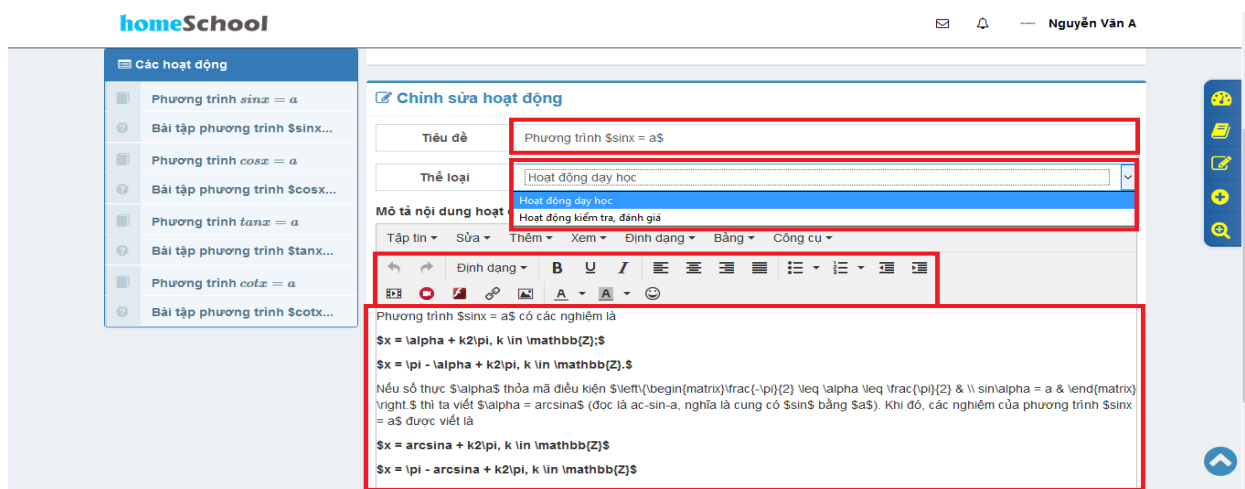 homeSchool
Nguyễn Văn A
Các hoạt động
Phương trình sinx = a
Bài tập phương trình $sinx...
Phương trình cosx = a
Bài tập phương trình $cosx...
Phương trình tanx = a
Bài tập phương trình $tanx...
Phương trình cotx = a
Bài tập phương trình $cotx...
Chỉnh sửa hoạt động
Tiêu đề
Phương trình $sinx = a$
Thể loại
Hoạt động dạy học
Hoạt động dạy học
Hoạt động kiểm tra, đánh giá
Mô tả nội dung hoạt
Tập tin Sửa Thêm Xem Định dạng Bảng Công cụ
Định dạng B U I
A A
Phương trình $sinx = a$ có các nghiệm là
$x = \alpha + k2\pi, k \in \mathbb{Z};$
$x = \pi - \alpha + k2\pi, k \in \mathbb{Z}.$
Nếu số thực $\alpha$ thỏa mã điều kiện $\left\{\begin{matrix}\frac{-\pi}{2} \leq \alpha \leq \frac{\pi}{2} & \\ sin\alpha = a & \end{matrix}
\right.$ thì ta viết $\alpha = arcsina$ (đọc là ac-sin-a, nghĩa là cung có $sin$ bằng $a$). Khi đó, các nghiệm của phương trình $sinx
= a$ được viết là
$x = arcsina + k2\pi, k \in \mathbb{Z}$
$x = \pi - arcsina + k2\pi, k \in \mathbb{Z}$